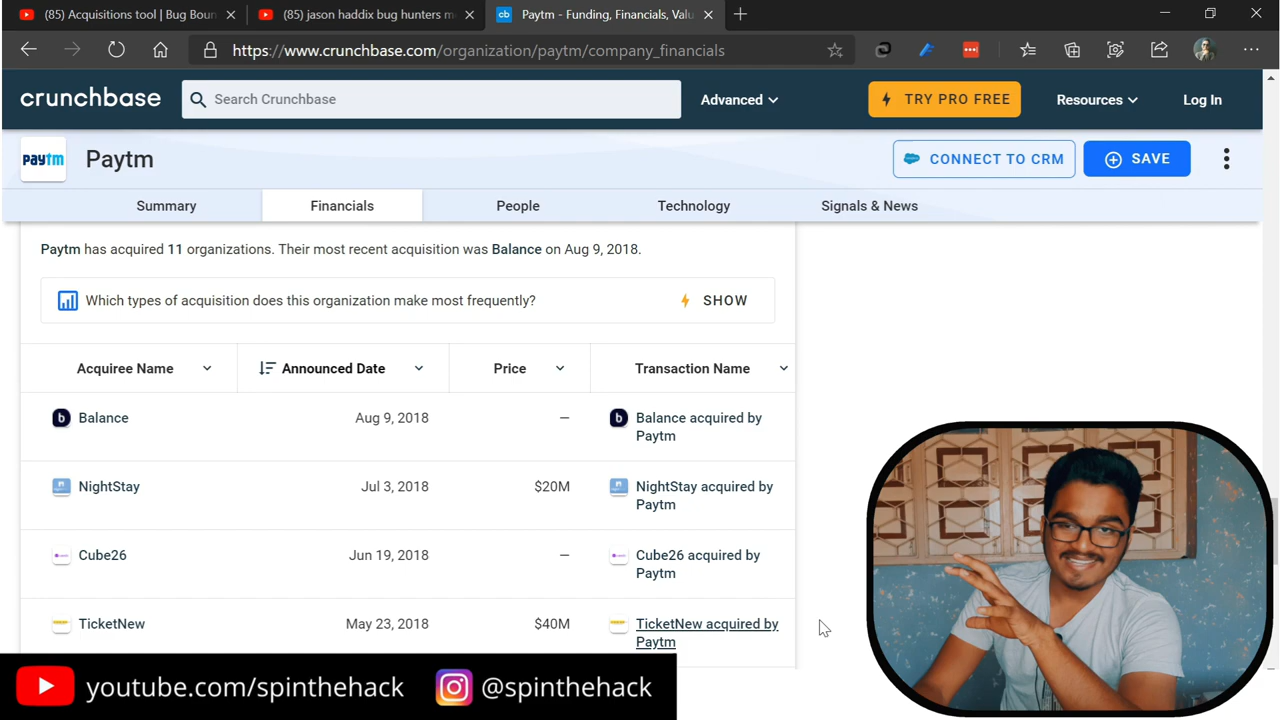 (85) Acquisitions tool | Bug Boun
(85) jason haddix bug hunters m
cb Paytm - Funding, Financials, Valu
https://www.crunchbase.com/organization/paytm/company_financials
crunchbase
Search Crunchbase
Advanced
TRY PRO FREE
Resources
Log In
paytm
Paytm
CONNECT TO CRM
SAVE
Summary
Financials
People
Technology
Signals & News
Paytm has acquired 11 organizations. Their most recent acquisition was Balance on Aug 9, 2018.
Which types of acquisition does this organization make most frequently?
SHOW
Acquiree Name
Announced Date
Price
Transaction Name
b Balance
Aug 9, 2018
—
b Balance acquired by
Paytm
NightStay
Jul 3, 2018
$20M
NightStay acquired by
Paytm
Cube26
Jun 19, 2018
—
Cube26 acquired by
Paytm
TicketNew
May 23, 2018
$40M
TicketNew acquired by
Paytm
youtube.com/spinthehack
@spinthehack